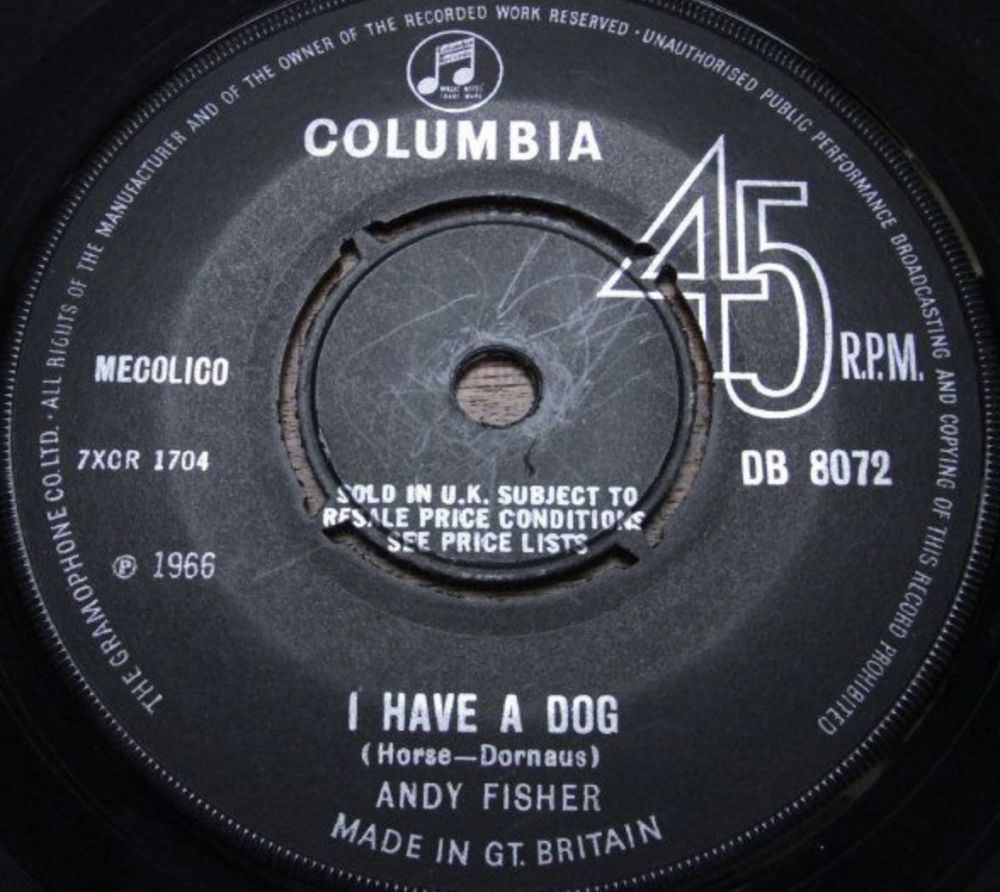 THE GRAMOPHONE CO. LTD. · ALL RIGHTS OF THE MANUFACTURER AND OF THE OWNER OF THE RECORDED WORK RESERVED · UNAUTHORISED PUBLIC PERFORMANCE BROADCASTING AND COPYING OF THIS RECORD PROHIBITED
COLUMBIA
45
R.P.M.
MECOLICO
7XCR 1704
DB 8072
SOLD IN U.K. SUBJECT TO
RESALE PRICE CONDITIONS
SEE PRICE LISTS
℗ 1966
I HAVE A DOG
(Horse—Dornaus)
ANDY FISHER
MADE IN GT. BRITAIN